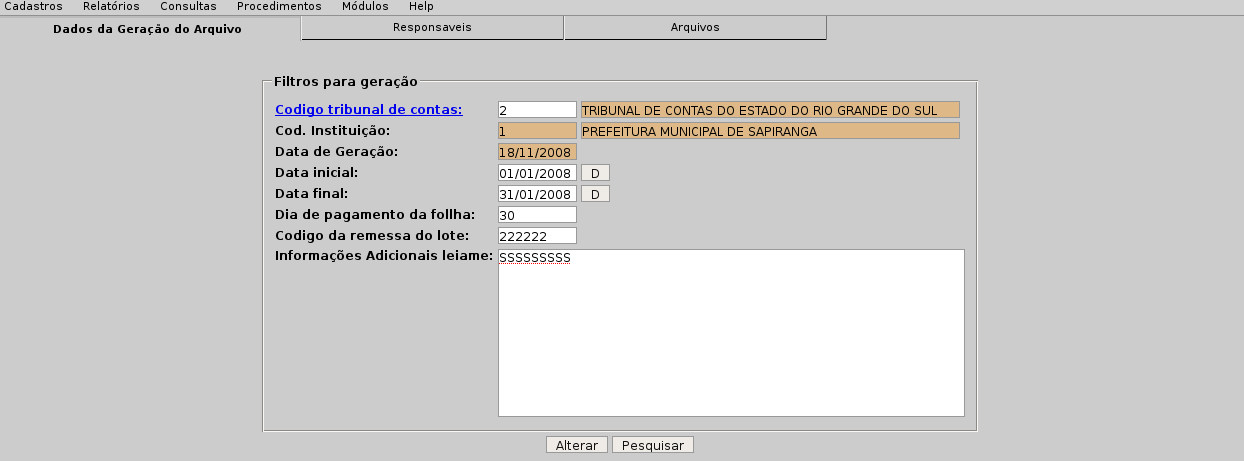 Cadastros Relatórios Consultas Procedimentos Módulos Help
Dados da Geração do Arquivo Responsaveis Arquivos
Filtros para geração
Codigo tribunal de contas: 2 TRIBUNAL DE CONTAS DO ESTADO DO RIO GRANDE DO SUL
Cod. Instituição: 1 PREFEITURA MUNICIPAL DE SAPIRANGA
Data de Geração: 18/11/2008
Data inicial: 01/01/2008 D
Data final: 31/01/2008 D
Dia de pagamento da follha: 30
Codigo da remessa do lote: 222222
Informações Adicionais leiame: SSSSSSSSS
Alterar Pesquisar